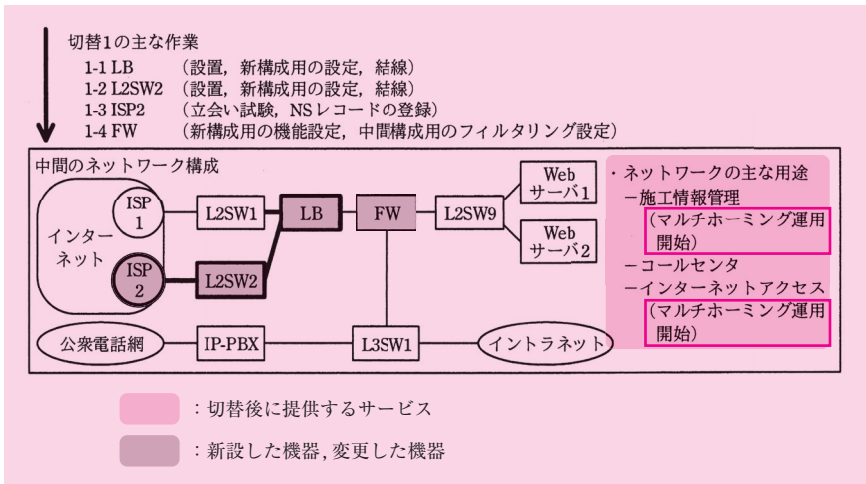 切替1の主な作業
1-1 LB （設置，新構成用の設定，結線）
1-2 L2SW2 （設置，新構成用の設定，結線）
1-3 ISP2 （立会い試験，NSレコードの登録）
1-4 FW （新構成用の機能設定，中間構成用のフィルタリング設定）
中間のネットワーク構成
インター
ネット
ISP
1
ISP
2
L2SW1
L2SW2
LB
FW
L2SW9
Web
サーバ1
Web
サーバ2
公衆電話網
IP-PBX
L3SW1
イントラネット
・ネットワークの主な用途
－施工情報管理
（マルチホーミング運用
開始）
－コールセンタ
－インターネットアクセス
（マルチホーミング運用
開始）
：切替後に提供するサービス
：新設した機器，変更した機器